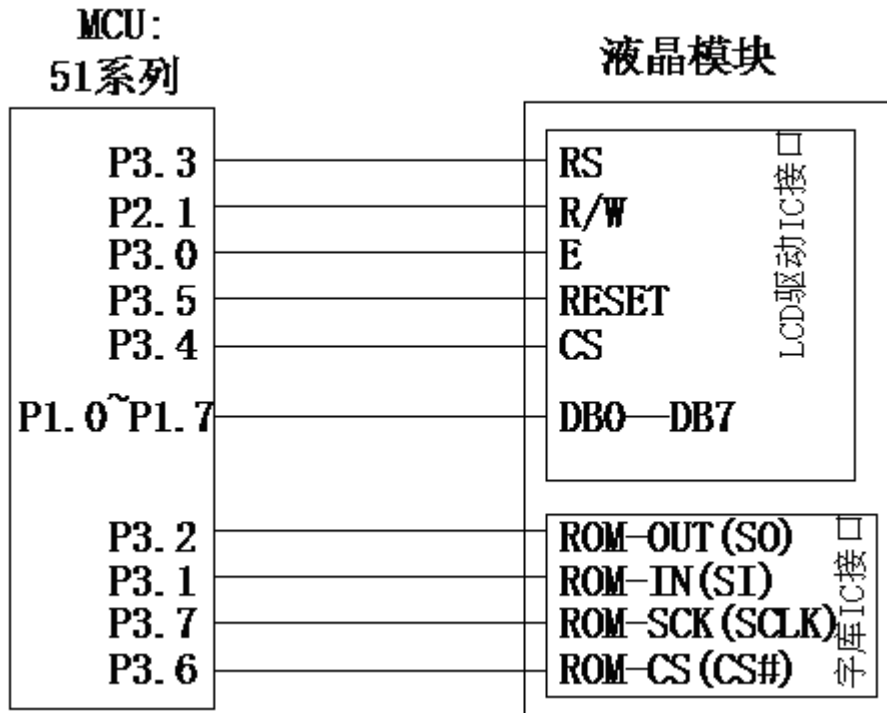 MCU:
51系列
液晶模块
P3.3
RS
P2.1
R/W
P3.0
E
P3.5
RESET
P3.4
CS
P1.0~P1.7
DB0—DB7
LCD驱动IC接口
P3.2
ROM-OUT(SO)
P3.1
ROM-IN(SI)
P3.7
ROM-SCK(SCLK)
P3.6
ROM-CS(CS#)
字库IC接口